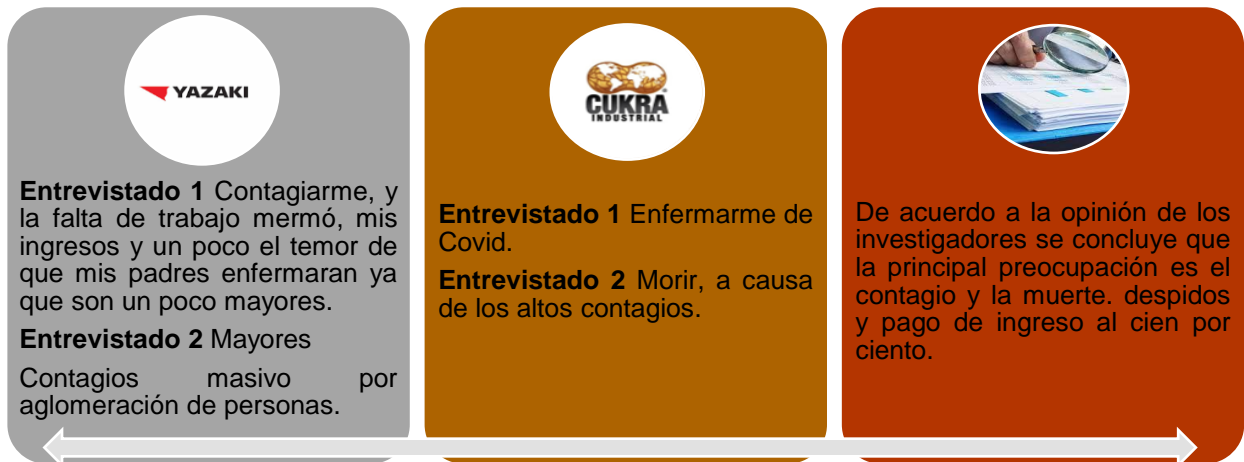 YAZAKI
Entrevistado 1 Contagiarme, y
la falta de trabajo mermó, mis
ingresos y un poco el temor de
que mis padres enfermaran ya
que son un poco mayores.
Entrevistado 2 Mayores
Contagios masivo por
aglomeración de personas.
CUKRA
INDUSTRIAL
Entrevistado 1 Enfermarme de
Covid.
Entrevistado 2 Morir, a causa
de los altos contagios.
De acuerdo a la opinión de los
investigadores se concluye que
la principal preocupación es el
contagio y la muerte. despidos
y pago de ingreso al cien por
ciento.